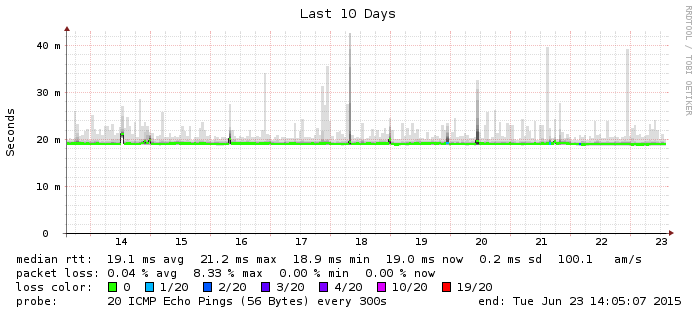 Last 10 Days
RRDTOOL / TOBI OETIKER
Seconds
40 m
30 m
20 m
10 m
0
14 15 16 17 18 19 20 21 22 23
median rtt: 19.1 ms avg 21.2 ms max 18.9 ms min 19.0 ms now 0.2 ms sd 100.1 am/s
packet loss: 0.04 % avg 8.33 % max 0.00 % min 0.00 % now
loss color: 0 1/20 2/20 3/20 4/20 10/20 19/20
probe: 20 ICMP Echo Pings (56 Bytes) every 300s end: Tue Jun 23 14:05:07 2015